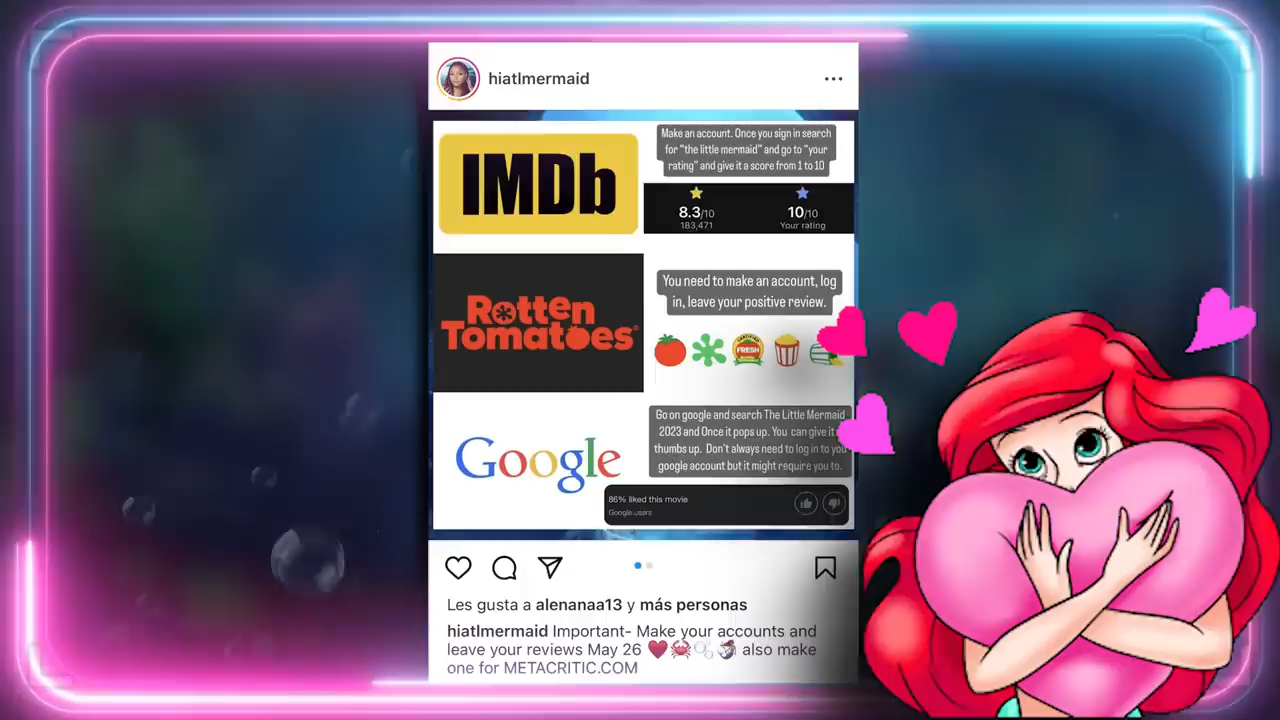 hiatlmermaid
IMDb
Make an account. Once you sign in search
for "the little mermaid" and go to "your
rating" and give it a score from 1 to 10
8.3/10
183,471
10/10
Your rating
Rotten
Tomatoes
You need to make an account, log
in, leave your positive review.
CERTIFIED
FRESH
Google
Go on google and search The Little Mermaid
2023 and Once it pops up. You can give it
thumbs up. Don't always need to log in to you
google account but it might require you to.
86% liked this movie
Google users
Les gusta a alenanaa13 y más personas
hiatlmermaid Important- Make your accounts and
leave your reviews May 26 ❤️🦀🫧🧜🏽‍♀️ also make
one for METACRITIC.COM